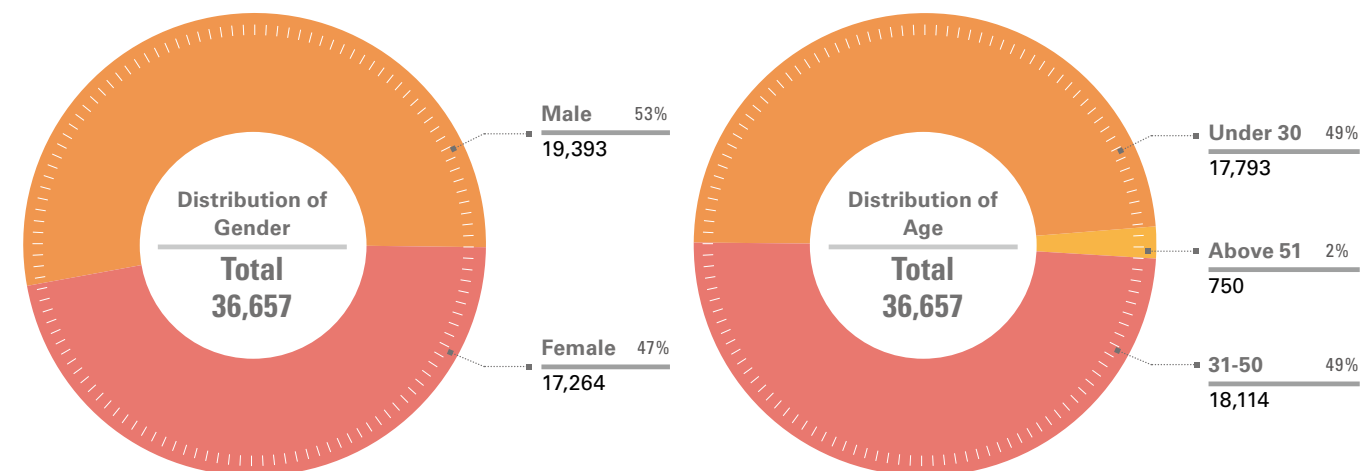 Distribution of
Gender
Total
36,657
Male 53%
19,393
Female 47%
17,264
Distribution of
Age
Total
36,657
Under 30 49%
17,793
Above 51 2%
750
31-50 49%
18,114